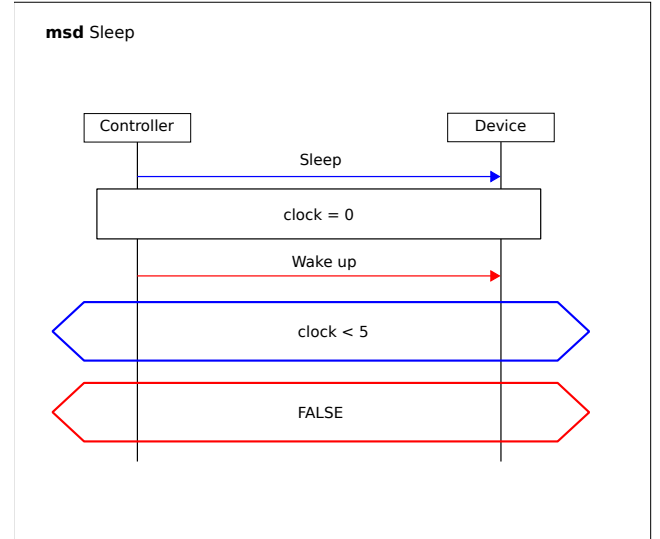 msd Sleep
Controller
Device
Sleep
clock = 0
Wake up
clock < 5
FALSE